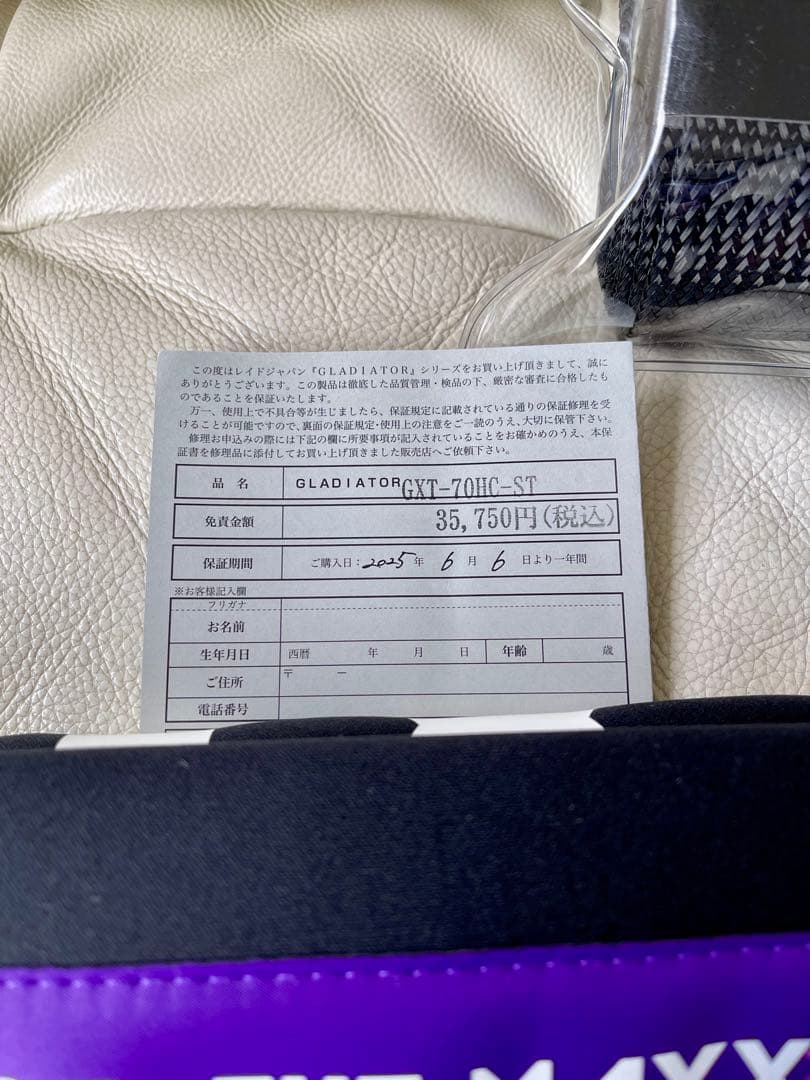 この度はレイドジャパン『GLADIATOR』シリーズをお買い上げ頂きまして、誠に
ありがとうございます。この製品は徹底した品質管理・検品の下、厳密な審査に合格したも
のであることを保証いたします。
万一、使用上で不具合等が生じましたら、保証規定に記載されている通りの保証修理を受
けることが可能ですので、裏面の保証規定・使用上の注意をご一読のうえ、大切に保管下さい。
修理お申込みの際には下記の欄に所要事項が記入されていることをお確かめのうえ、本保
証書を修理品に添付してお買い上げ頂きました販売店へご依頼下さい。
品名 GLADIATOR・GXT-70HC-ST
免責金額 35,750円(税込)
保証期間 ご購入日：2025年 6月 6日より一年間
※お客様記入欄
フリガナ
お名前
生年月日 西暦 年 月 日 年齢 歳
ご住所 〒 ー
電話番号
MAXX